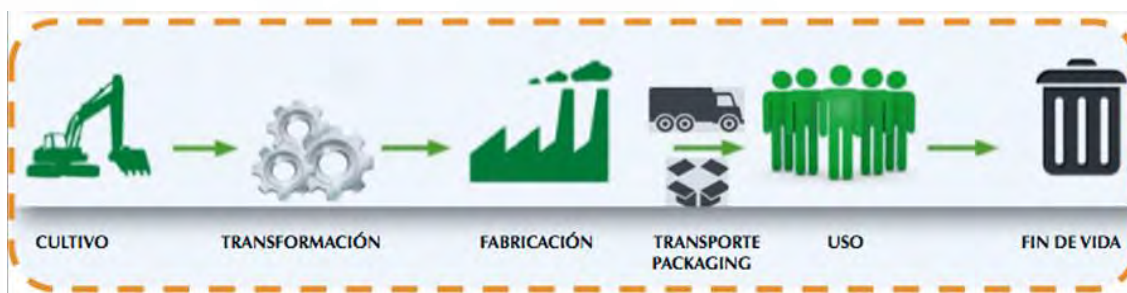 CULTIVO
TRANSFORMACIÓN
FABRICACIÓN
TRANSPORTE
PACKAGING
USO
FIN DE VIDA